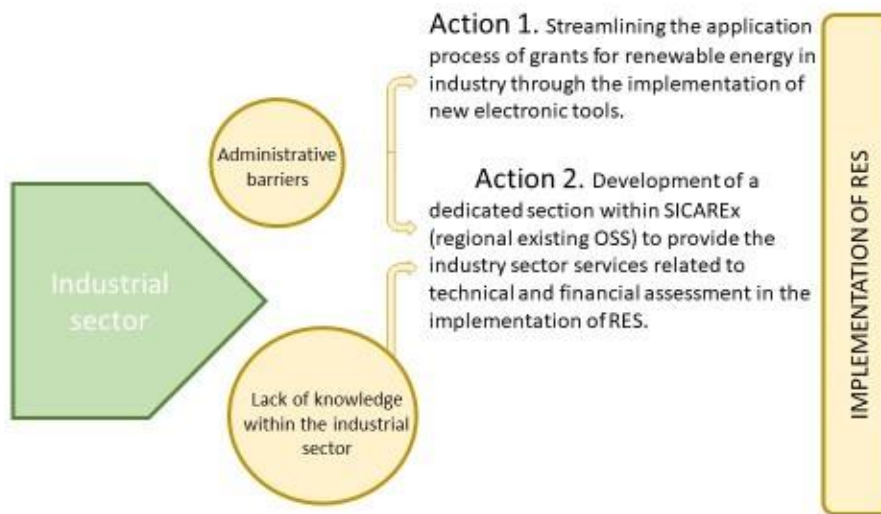 Industrial
sector
Administrative
barriers
Lack of knowledge
within the industrial
sector
Action 1. Streamlining the application
process of grants for renewable energy in
industry through the implementation of
new electronic tools.
Action 2. Development of a
dedicated section within SICAREx
(regional existing OSS) to provide the
industry sector services related to
technical and financial assessment in the
implementation of RES.
IMPLEMENTATION OF RES